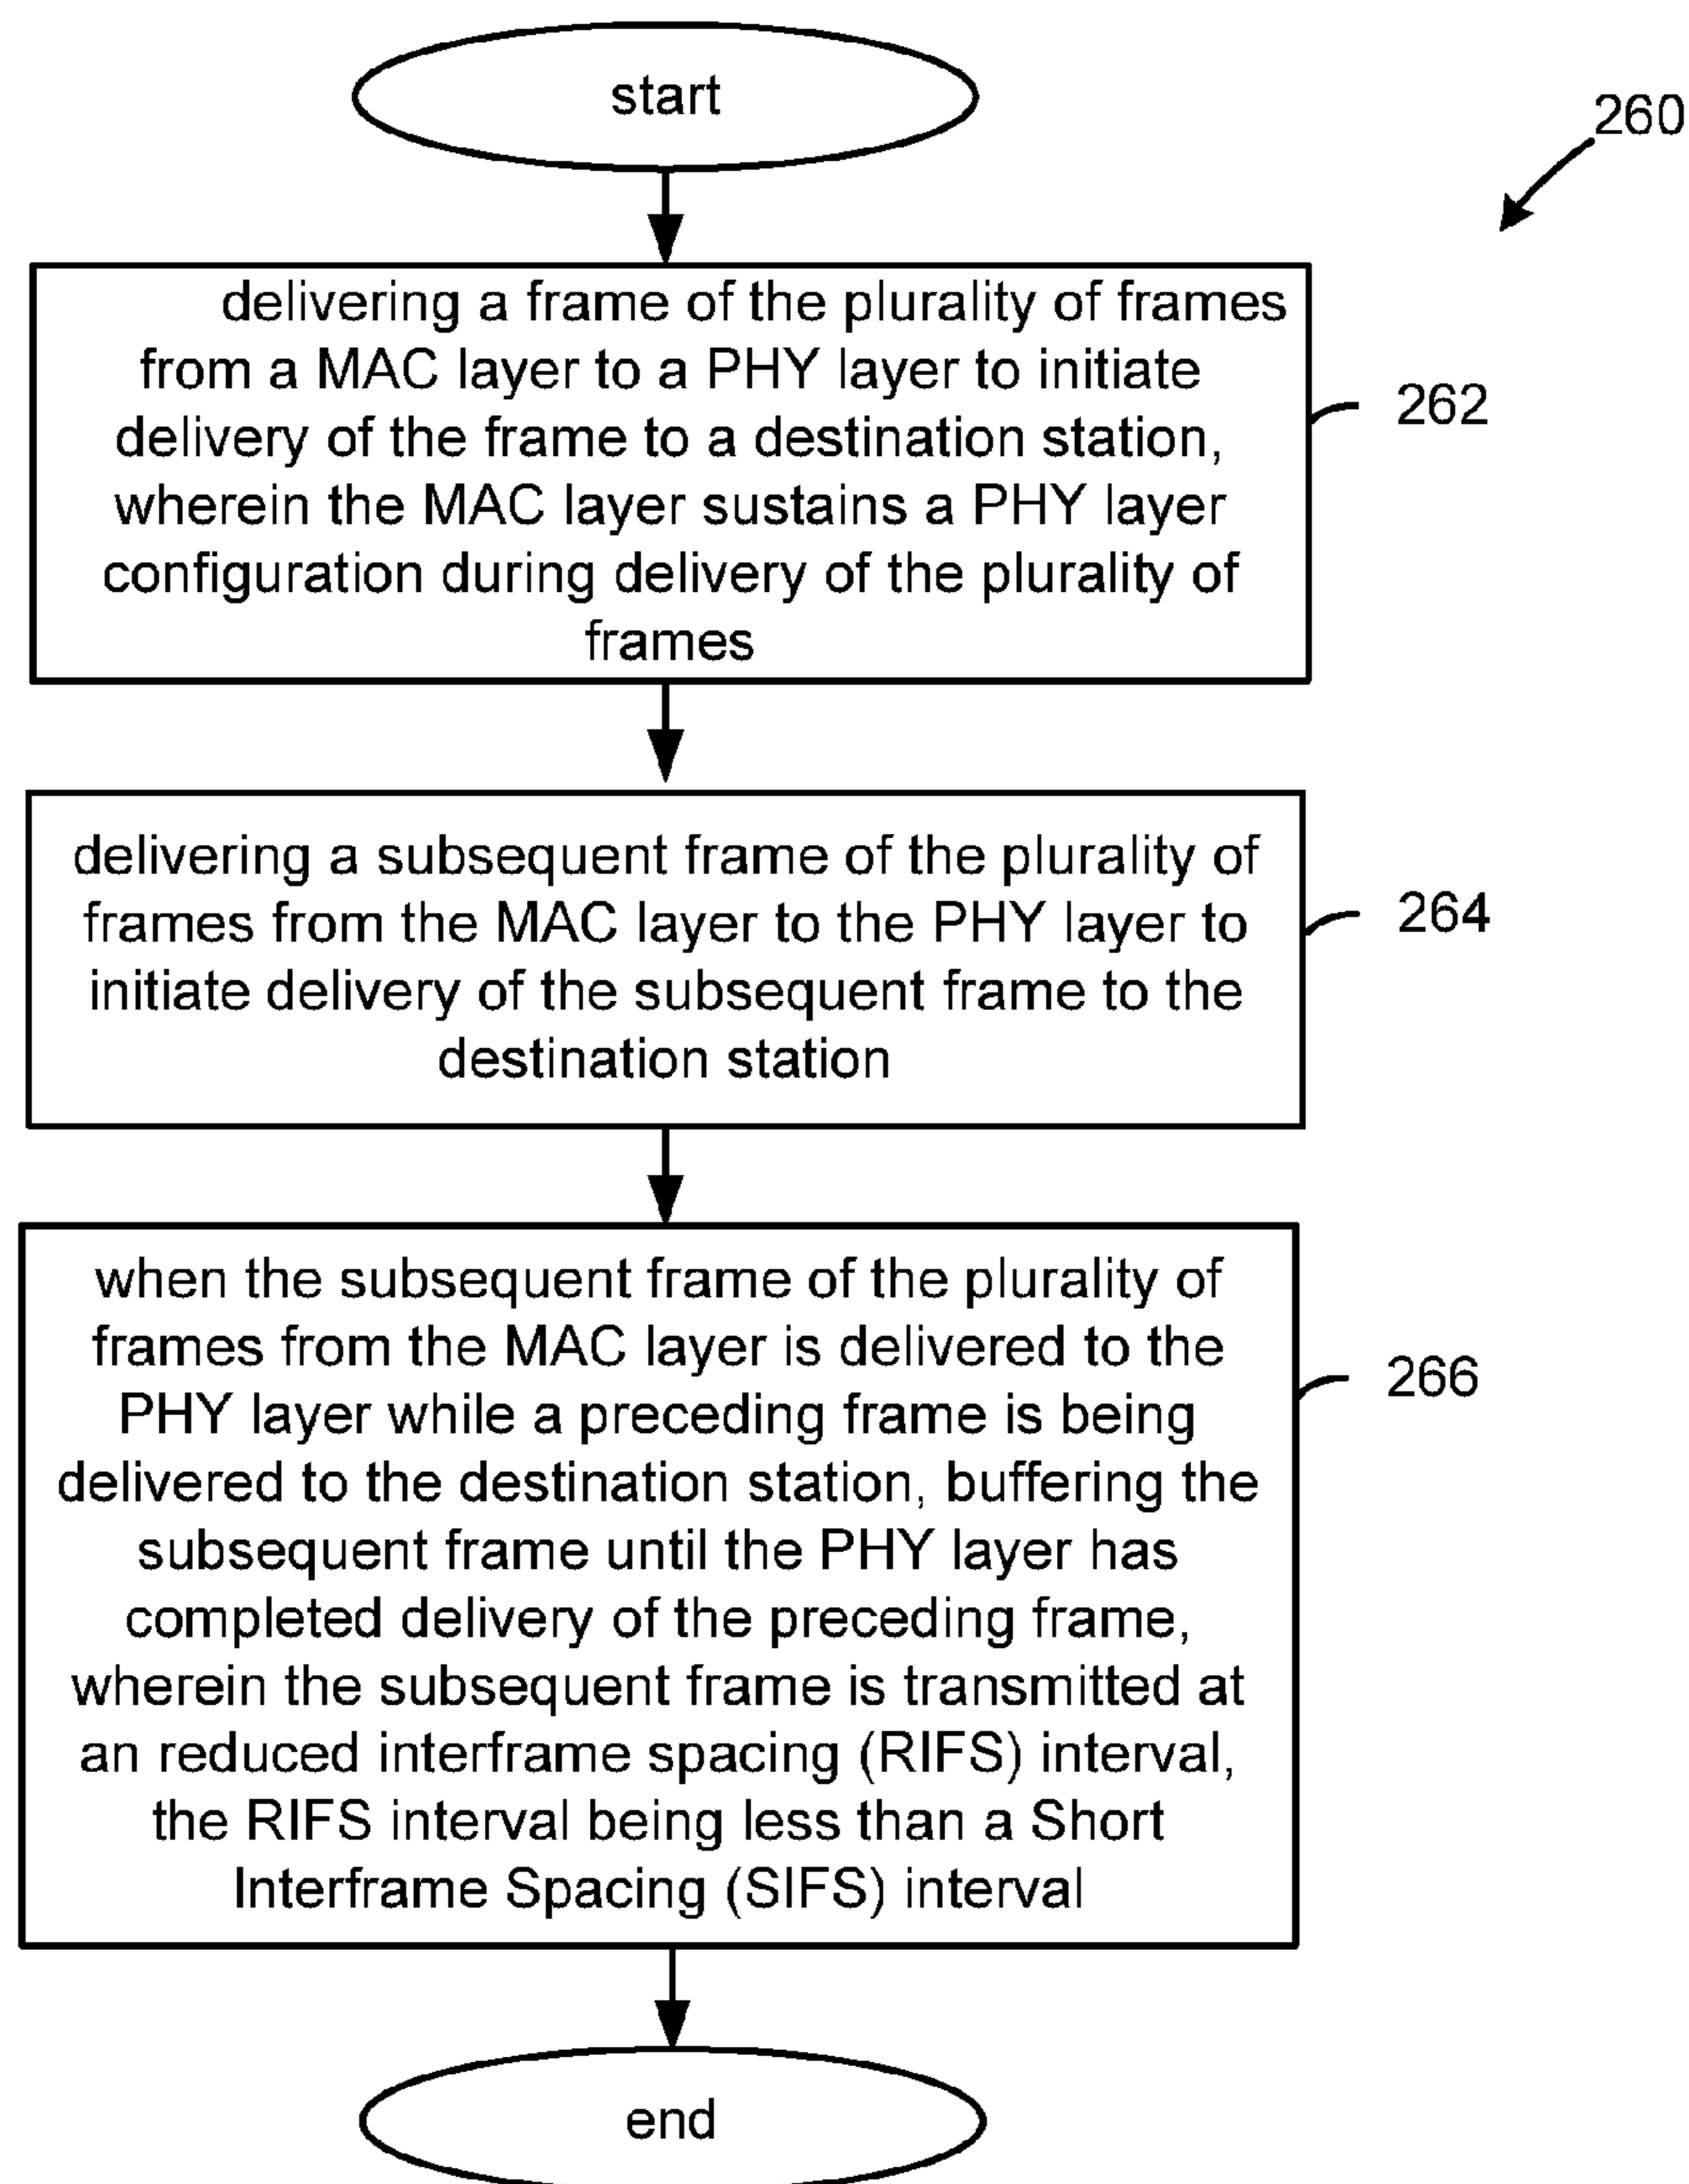 start
260
delivering a frame of the plurality of frames
from a MAC layer to a PHY layer to initiate
delivery of the frame to a destination station,
wherein the MAC layer sustains a PHY layer
configuration during delivery of the plurality of
frames
262
delivering a subsequent frame of the plurality of
frames from the MAC layer to the PHY layer to
initiate delivery of the subsequent frame to the
destination station
264
when the subsequent frame of the plurality of
frames from the MAC layer is delivered to the
PHY layer while a preceding frame is being
delivered to the destination station, buffering the
subsequent frame until the PHY layer has
completed delivery of the preceding frame,
wherein the subsequent frame is transmitted at
an reduced interframe spacing (RIFS) interval,
the RIFS interval being less than a Short
Interframe Spacing (SIFS) interval
266
end